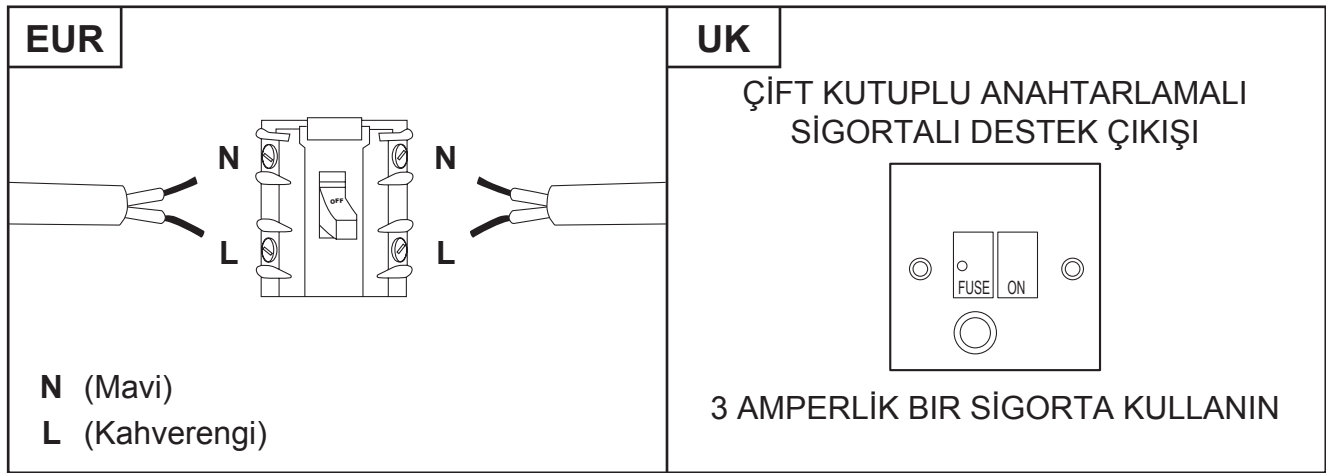 EUR
N
N
OFF
L
L
N (Mavi)
L (Kahverengi)
UK
ÇİFT KUTUPLU ANAHTARLAMALI
SİGORTALI DESTEK ÇIKIŞI
FUSE ON
3 AMPERLİK BIR SİGORTA KULLANIN